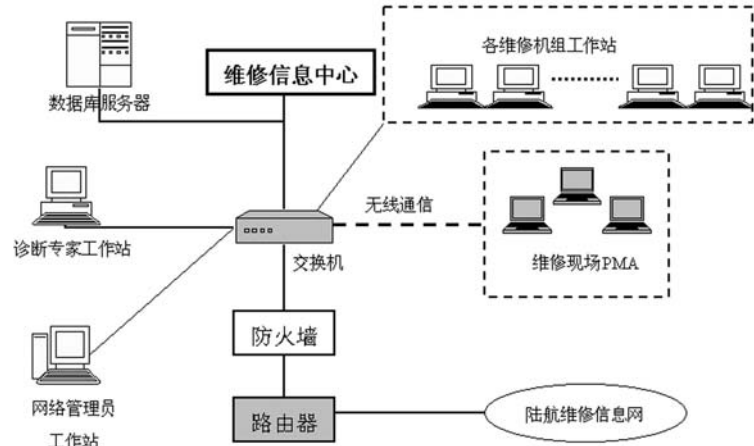 各维修机组工作站
维修信息中心
数据库服务器
无线通信
诊断专家工作站
交换机
维修现场PMA
防火墙
网络管理员
工作站
路由器
陆航维修信息网